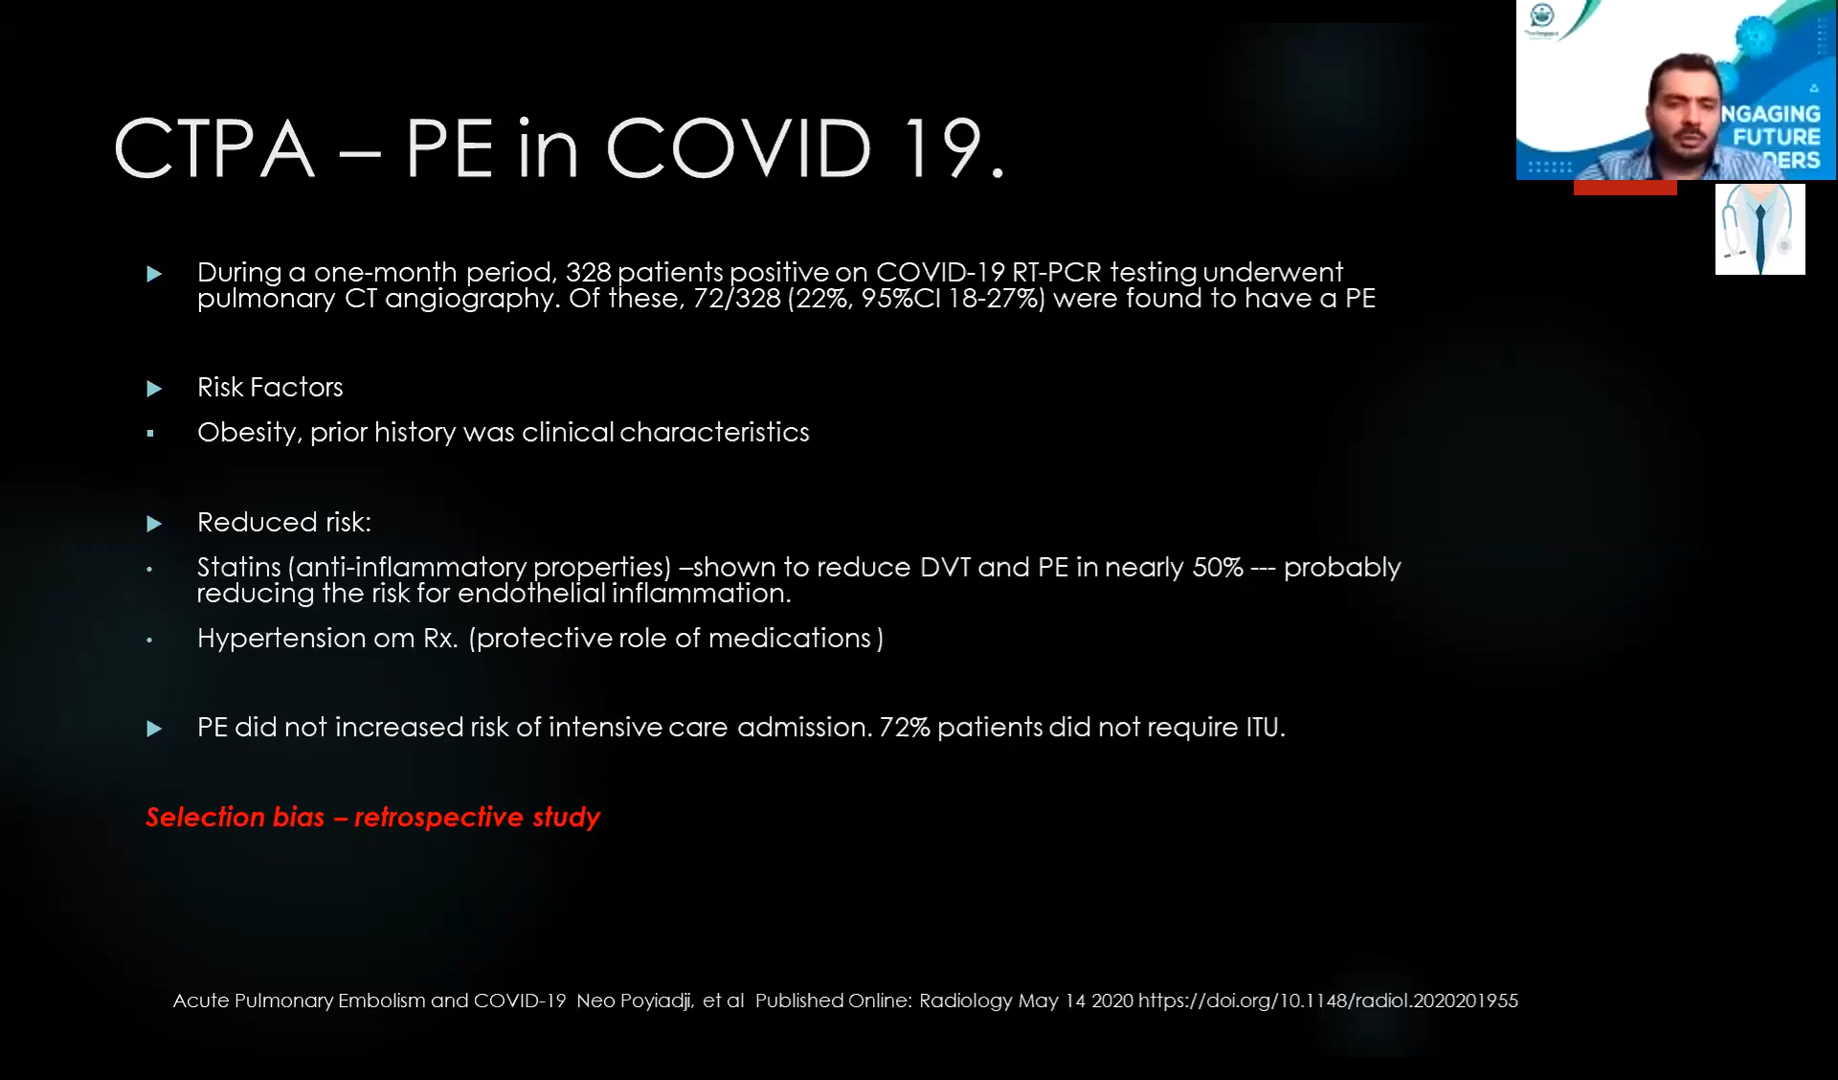 CTPA – PE in COVID 19.
NGAGING
FUTURE
DERS
During a one-month period, 328 patients positive on COVID-19 RT-PCR testing underwent
pulmonary CT angiography. Of these, 72/328 (22%, 95%CI 18-27%) were found to have a PE
Risk Factors
Obesity, prior history was clinical characteristics
Reduced risk:
Statins (anti-inflammatory properties) –shown to reduce DVT and PE in nearly 50% --- probably
reducing the risk for endothelial inflammation.
Hypertension om Rx. (protective role of medications )
PE did not increased risk of intensive care admission. 72% patients did not require ITU.
Selection bias – retrospective study
Acute Pulmonary Embolism and COVID-19 Neo Poyiadji, et al Published Online: Radiology May 14 2020 https://doi.org/10.1148/radiol.2020201955